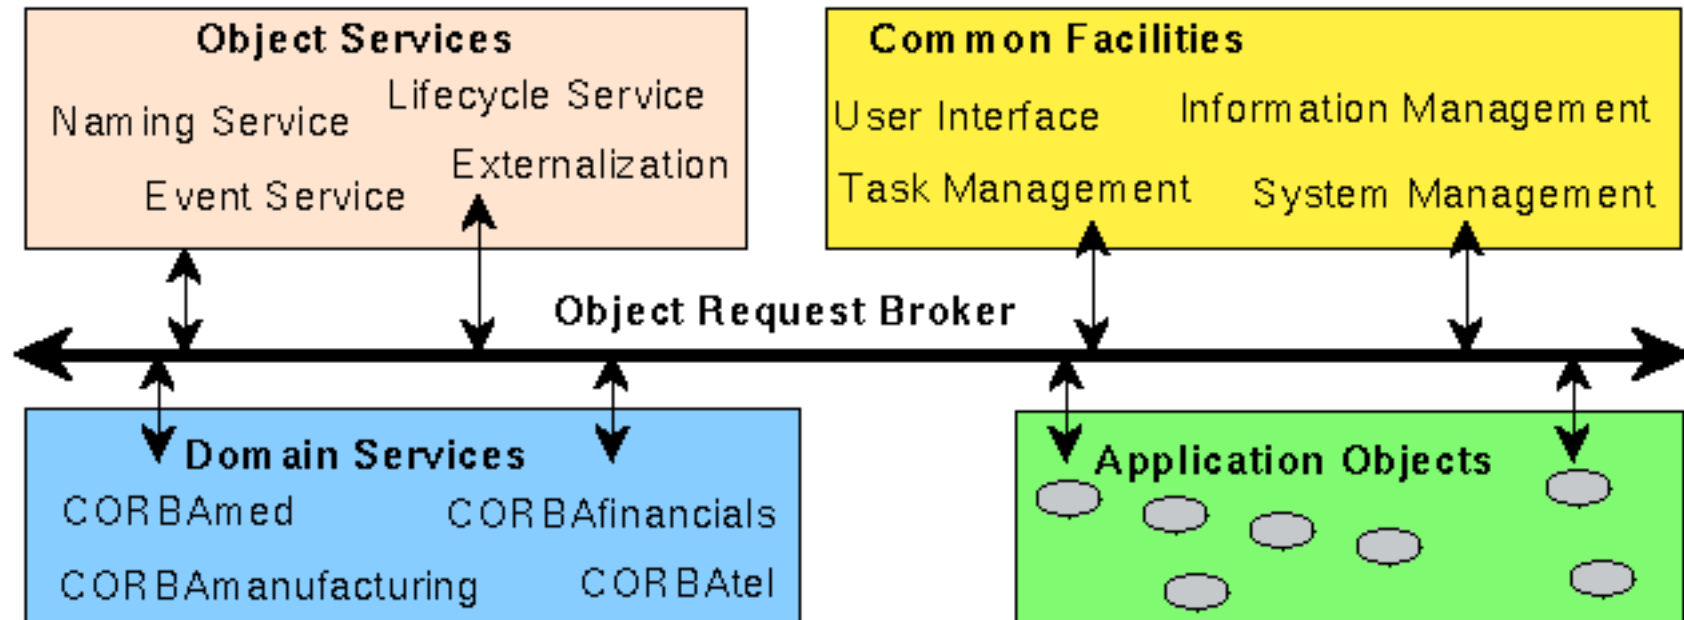 Object Services
Naming Service
Lifecycle Service
Event Service
Externalization
Common Facilities
User Interface
Information Management
Task Management
System Management
Object Request Broker
Domain Services
CORBAmed
CORBAfinancials
CORBAmanufacturing
CORBAtel
Application Objects